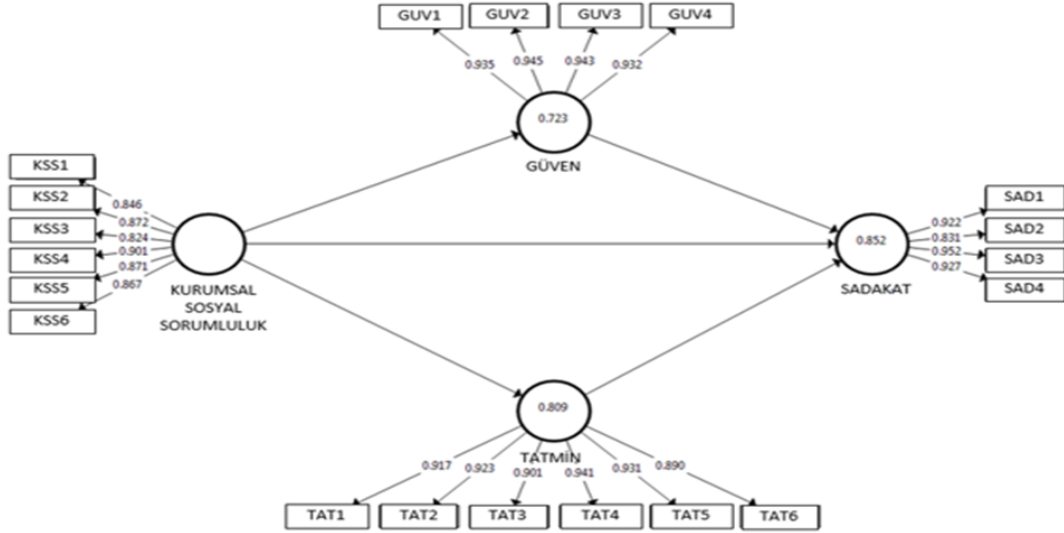 GUV1 GUV2 GUV3 GUV4
0.935 0.945 0.943 0.932
0.723
GÜVEN
KSS1
KSS2
KSS3
KSS4
KSS5
KSS6
0.846
0.872
0.824
0.901
0.871
0.867
KURUMSAL
SOSYAL
SORUMLULUK
0.852
SADAKAT
0.922
0.831
0.952
0.927
SAD1
SAD2
SAD3
SAD4
0.809
TATMİN
0.917 0.923 0.901 0.941 0.931 0.890
TAT1 TAT2 TAT3 TAT4 TAT5 TAT6